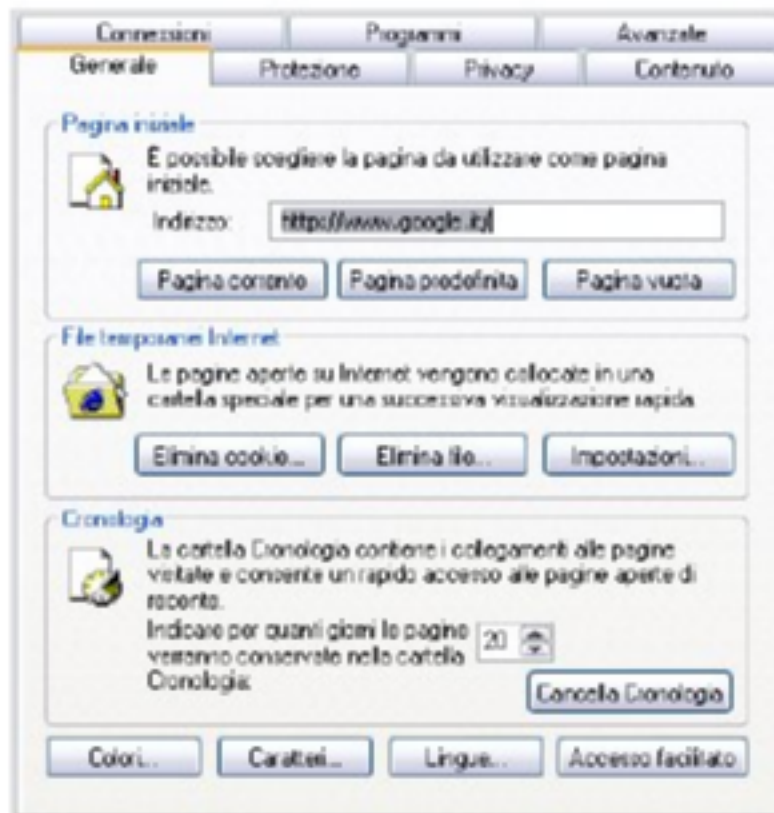 Connessioni Programmi Avanzate
Generale Protezione Privacy Contenuto
Pagina iniziale
È possibile scegliere la pagina da utilizzare come pagina
iniziale.
Indirizzo: http://www.google.it/
Pagina corrente Pagina predefinita Pagina vuota
File temporanei Internet
Le pagine aperte su Internet vengono collocate in una
cartella speciale per una successiva visualizzazione rapida
Elimina cookie... Elimina file... Impostazioni...
Cronologia
La cartella Cronologia contiene i collegamenti alle pagine
visitate e consente un rapido accesso alle pagine aperte di
recente.
Indicare per quanti giorni le pagine 20
verranno conservate nella cartella
Cronologia:
Cancella Cronologia
Colori... Caratteri... Lingue... Accesso facilitato